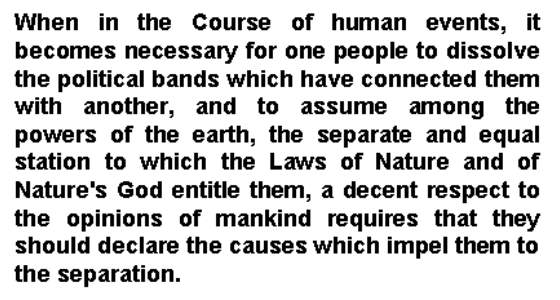 When in the Course of human events, it
becomes necessary for one people to dissolve
the political bands which have connected them
with another, and to assume among the
powers of the earth, the separate and equal
station to which the Laws of Nature and of
Nature's God entitle them, a decent respect to
the opinions of mankind requires that they
should declare the causes which impel them to
the separation.